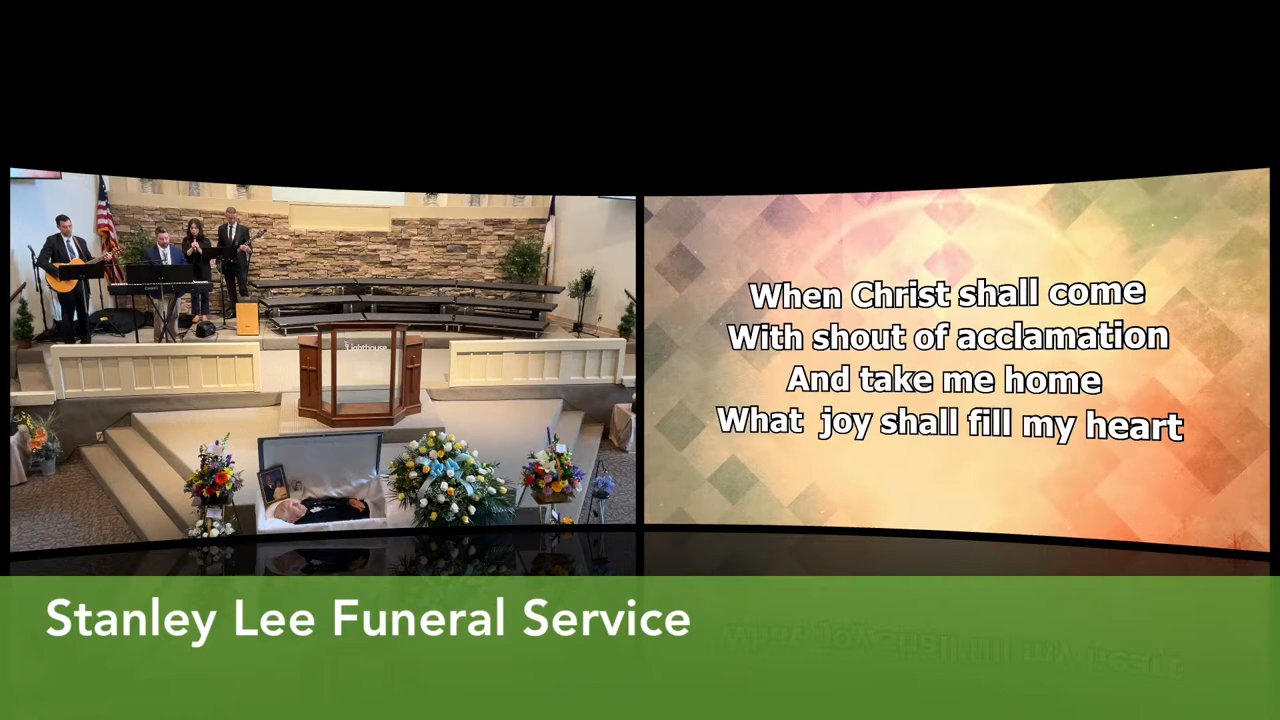 Lighthouse
When Christ shall come
With shout of acclamation
And take me home
What joy shall fill my heart
Stanley Lee Funeral Service